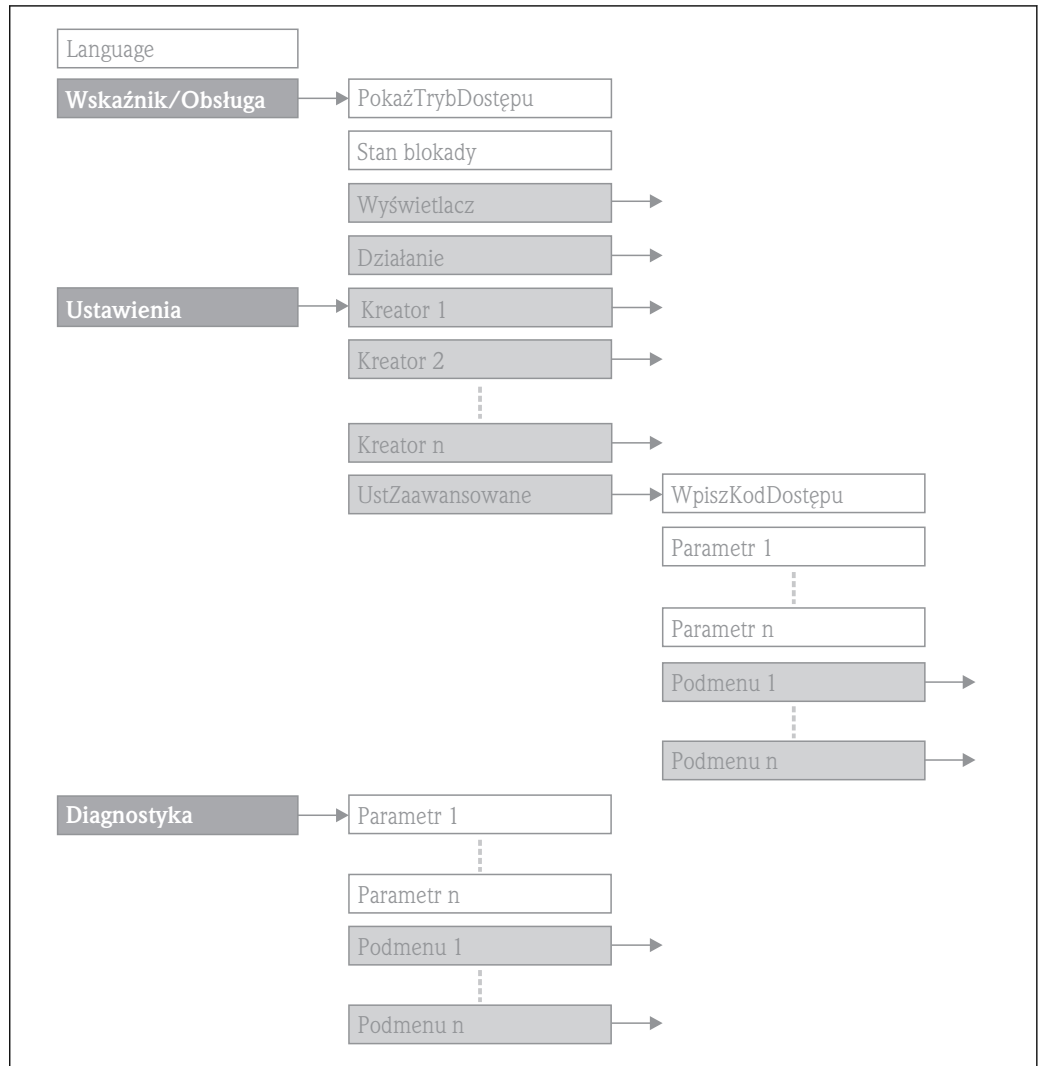 Language
Wskaźnik/Obsługa
PokażTrybDostępu
Stan blokady
Wyświetlacz
Działanie
Ustawienia
Kreator 1
Kreator 2
Kreator n
UstZaawansowane
WpiszKodDostępu
Parametr 1
Parametr n
Podmenu 1
Podmenu n
Diagnostyka
Parametr 1
Parametr n
Podmenu 1
Podmenu n